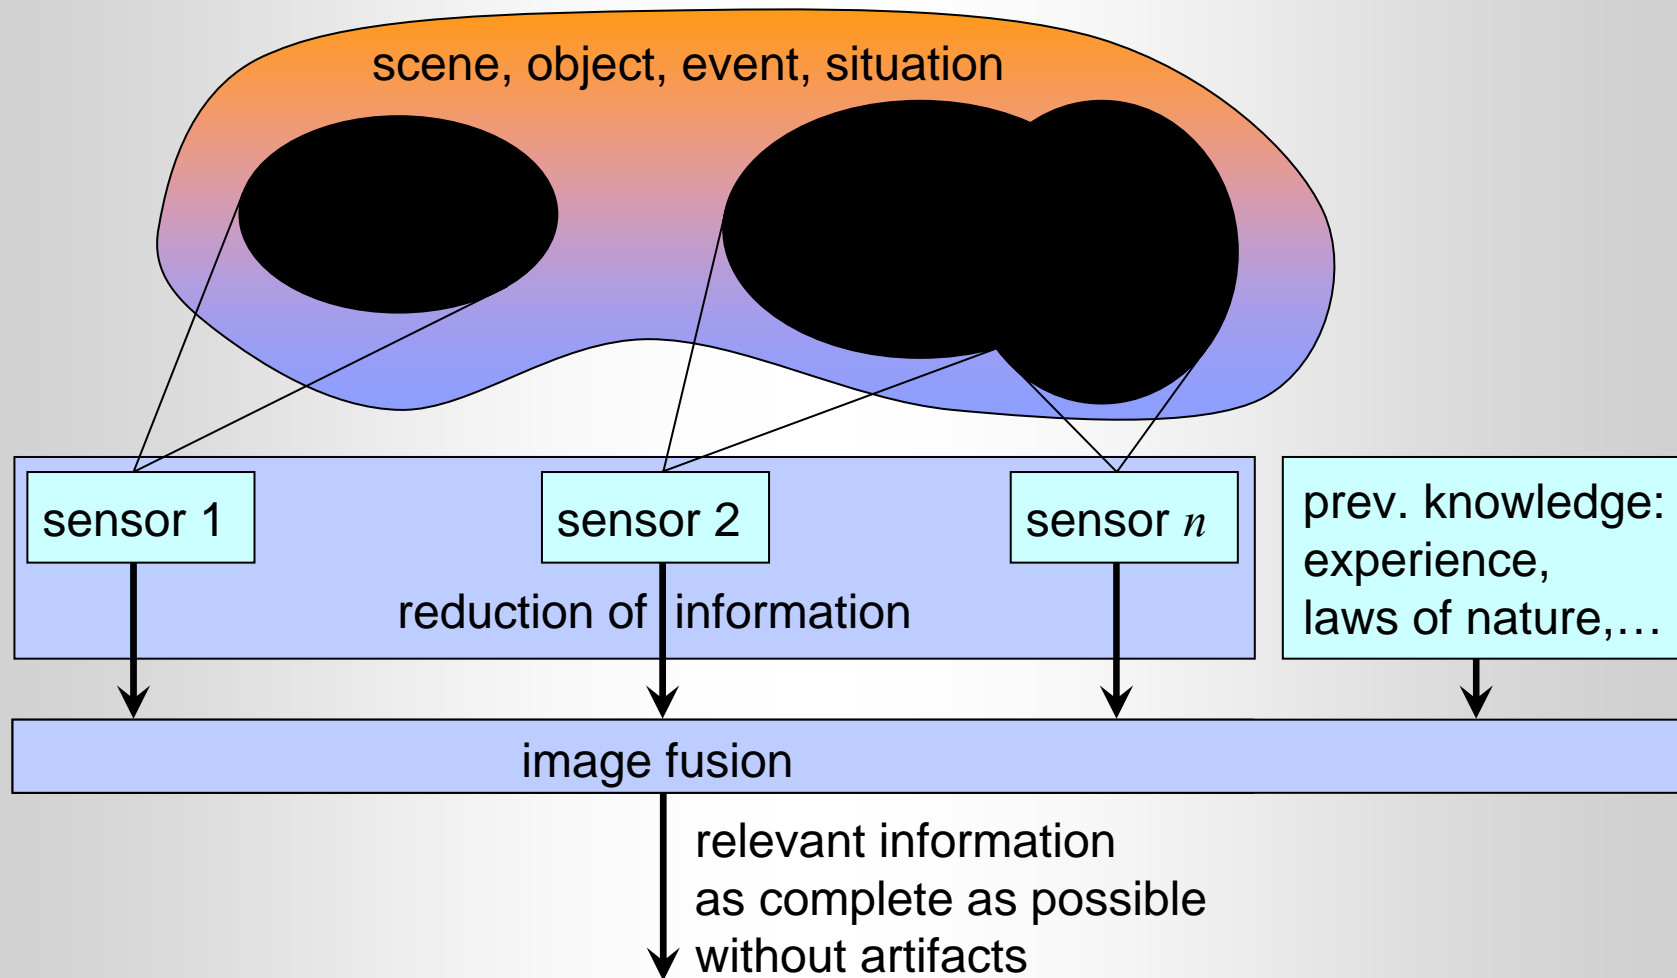 scene, object, event, situation
sensor 1
sensor 2
sensor n
reduction of information
prev. knowledge:
experience,
laws of nature,…
image fusion
relevant information
as complete as possible
without artifacts